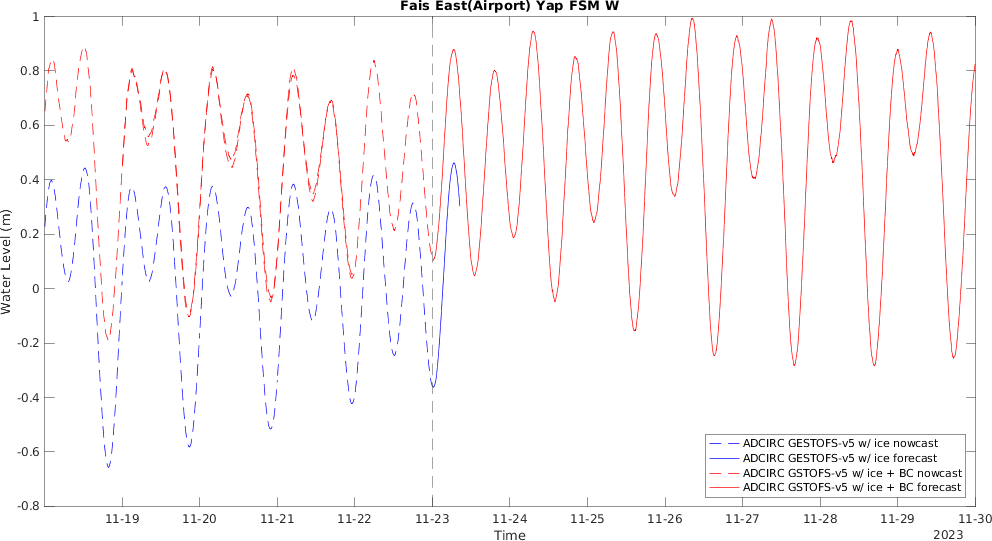 Fais East(Airport) Yap FSM W
Water Level (m)
1
0.8
0.6
0.4
0.2
0
-0.2
-0.4
-0.6
-0.8
ADCIRC GESTOFS-v5 w/ ice nowcast
ADCIRC GESTOFS-v5 w/ ice forecast
ADCIRC GSTOFS-v5 w/ ice + BC nowcast
ADCIRC GSTOFS-v5 w/ ice + BC forecast
11-19 11-20 11-21 11-22 11-23 11-24 11-25 11-26 11-27 11-28 11-29 11-30
Time
2023